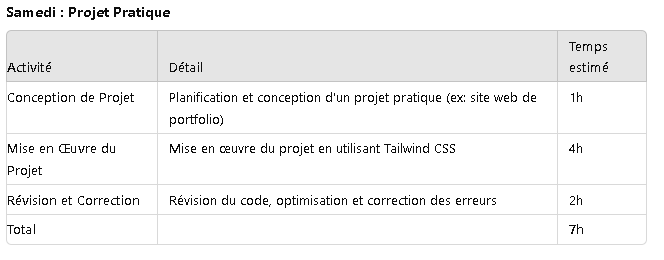 Samedi : Projet Pratique
Temps
Activité Détail estimé
Conception de Projet Planification et conception d'un projet pratique (ex: site web de 1h
portfolio)
Mise en Œuvre du Mise en œuvre du projet en utilisant Tailwind CSS 4h
Projet
Révision et Correction Révision du code, optimisation et correction des erreurs 2h
Total 7h